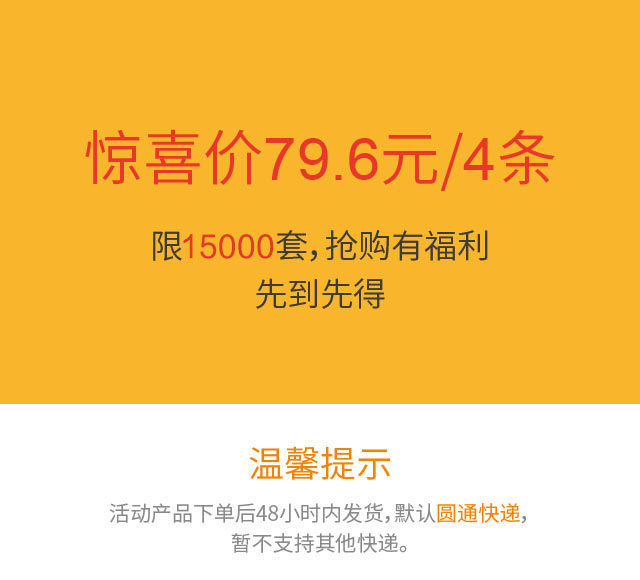 惊喜价79.6元/4条
限15000套，抢购有福利
先到先得
温馨提示
活动产品下单后48小时内发货，默认圆通快递，
暂不支持其他快递。